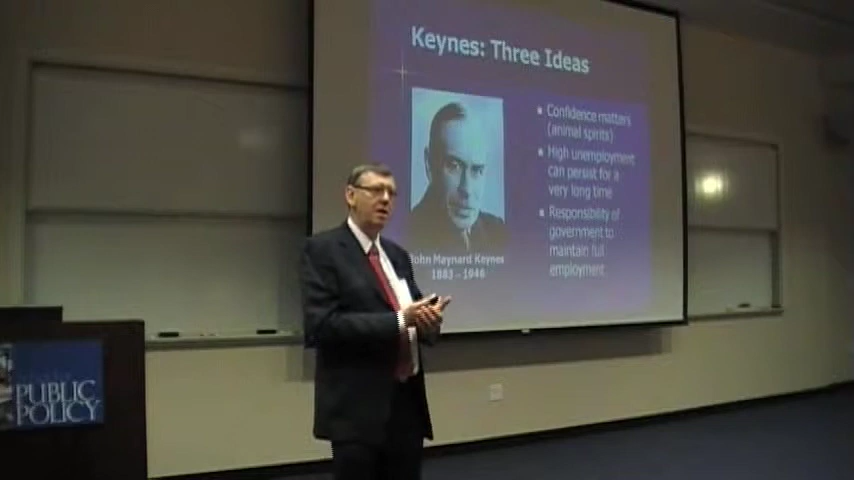 Keynes: Three Ideas
Confidence matters
(animal spirits)
High unemployment
can persist for a
very long time
Responsibility of
government to
maintain full
employment
John Maynard Keynes
1883 - 1946
PUBLIC
POLICY